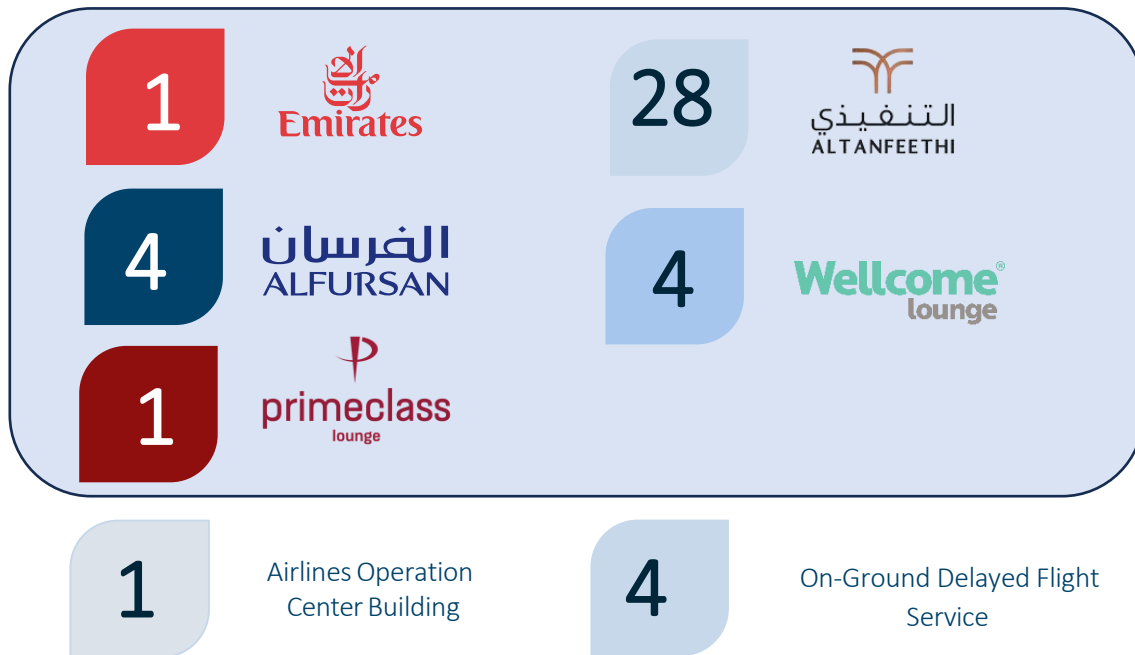 1
Emirates
28
التنفيذي
ALTANFEETHI
4
الفرسان
ALFURSAN
4
Wellcome®
lounge
1
primeclass
lounge
1
Airlines Operation
Center Building
4
On-Ground Delayed Flight
Service